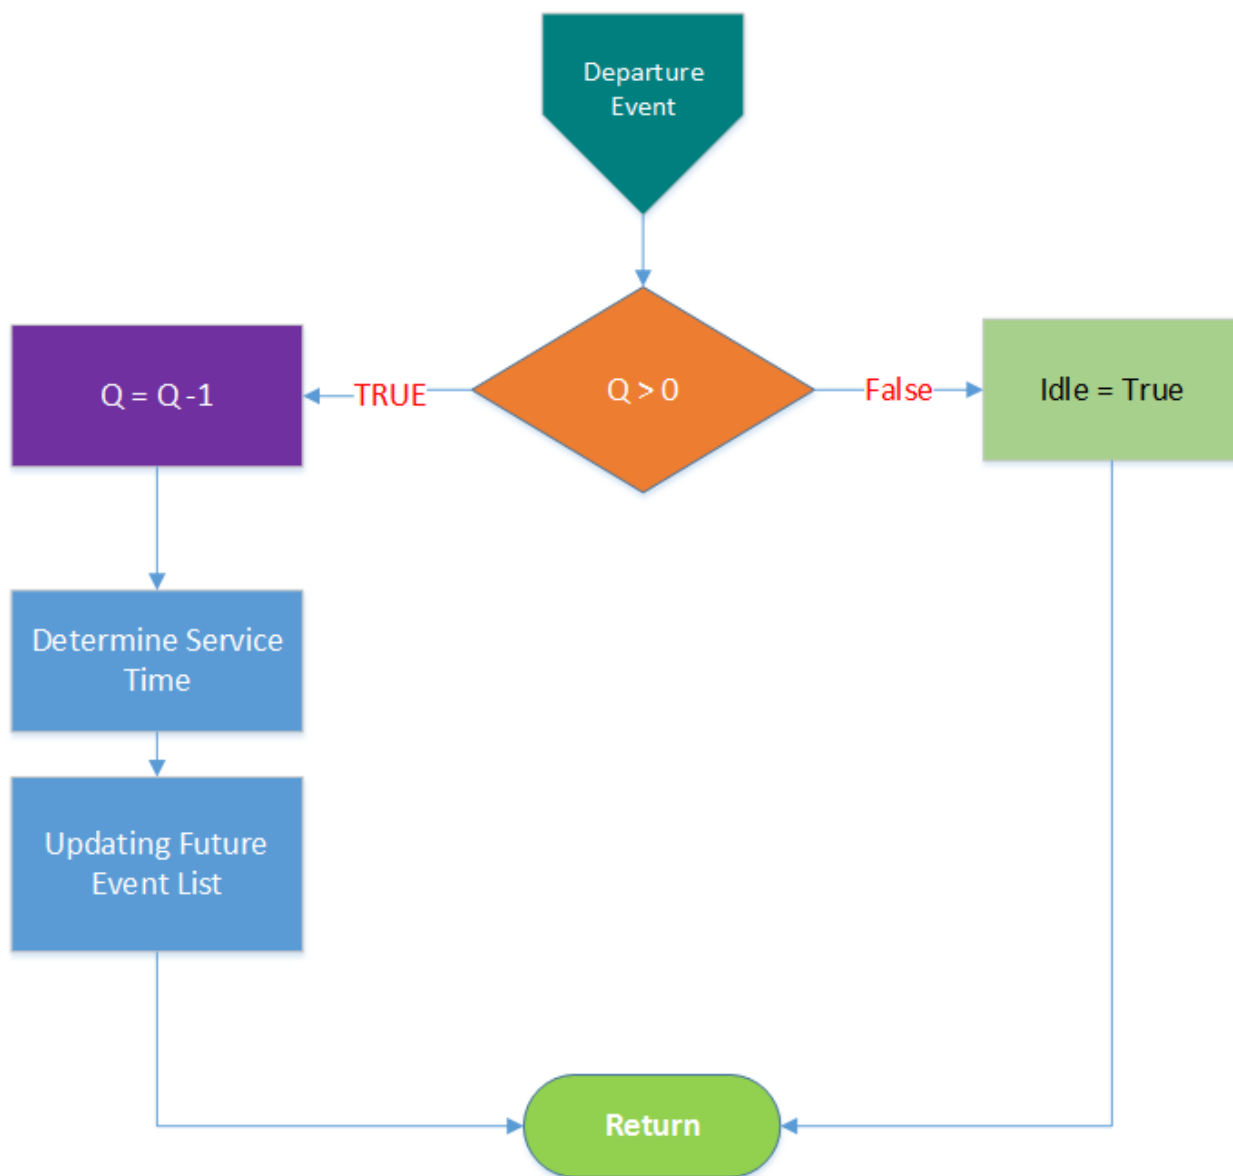 Departure
Event
Q = Q -1
TRUE
Q > 0
False
Idle = True
Determine Service
Time
Updating Future
Event List
Return